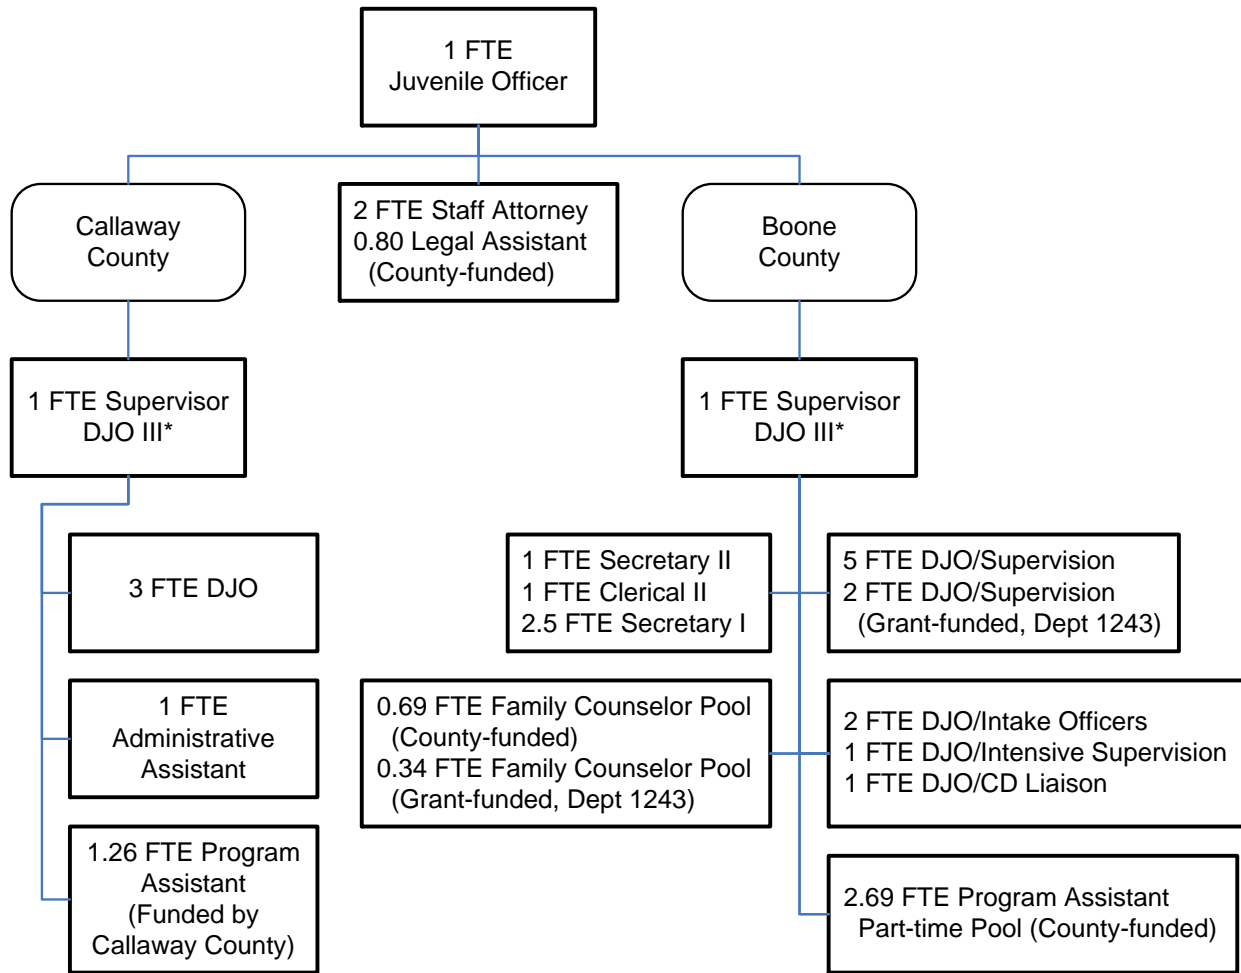 1 FTE
Juvenile Officer
Callaway
County
2 FTE Staff Attorney
0.80 Legal Assistant
(County-funded)
Boone
County
1 FTE Supervisor
DJO III*
1 FTE Supervisor
DJO III*
3 FTE DJO
1 FTE
Administrative
Assistant
1.26 FTE Program
Assistant
(Funded by
Callaway County)
1 FTE Secretary II
1 FTE Clerical II
2.5 FTE Secretary I
5 FTE DJO/Supervision
2 FTE DJO/Supervision
(Grant-funded, Dept 1243)
0.69 FTE Family Counselor Pool
(County-funded)
0.34 FTE Family Counselor Pool
(Grant-funded, Dept 1243)
2 FTE DJO/Intake Officers
1 FTE DJO/Intensive Supervision
1 FTE DJO/CD Liaison
2.69 FTE Program Assistant
Part-time Pool (County-funded)